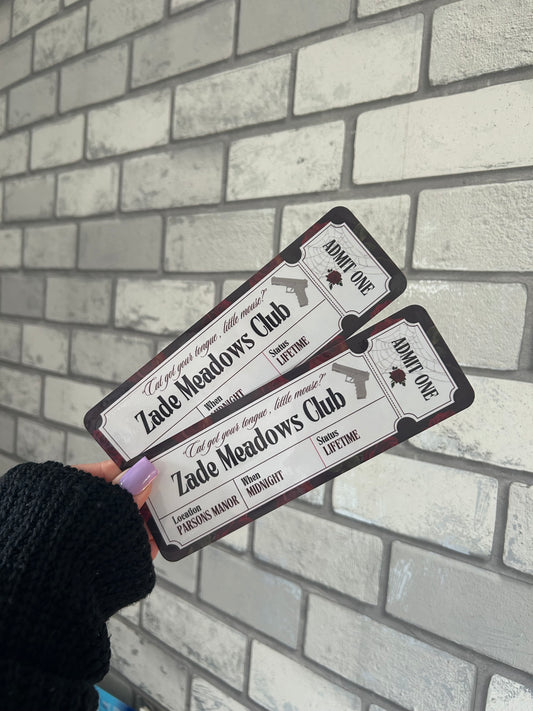 "Cat got your tongue, little mouse?"
Zade Meadows Club
When
MIDNIGHT
Status
LIFETIME
ADMIT ONE
"Cat got your tongue, little mouse?"
Zade Meadows Club
Location
PARSONS MANOR
When
MIDNIGHT
Status
LIFETIME
ADMIT ONE